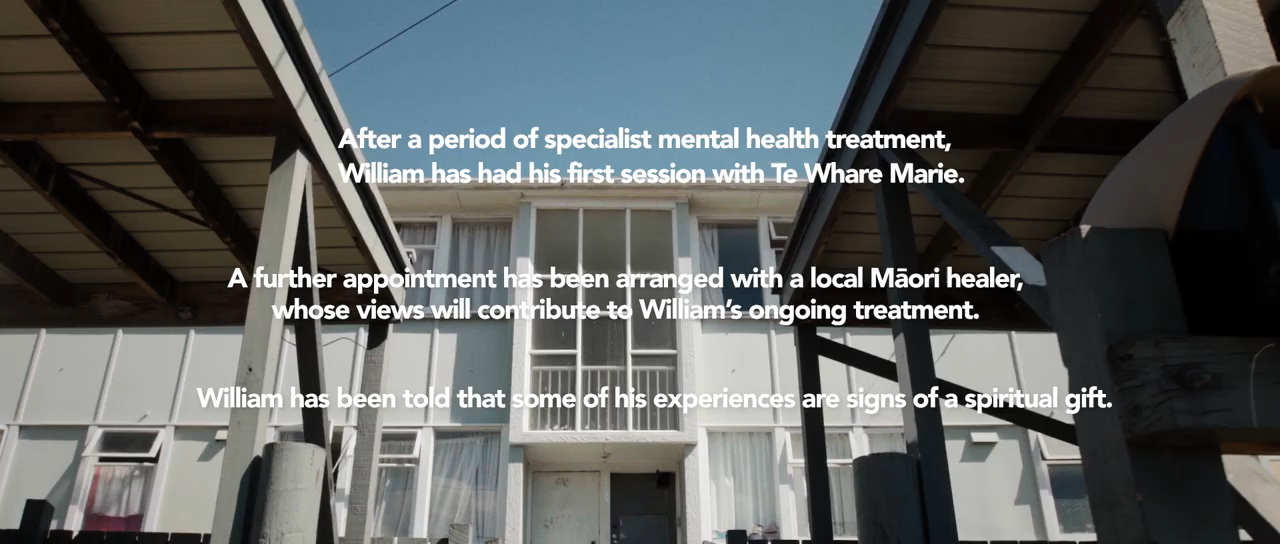 After a period of specialist mental health treatment,
William has had his first session with Te Whare Marie.
A further appointment has been arranged with a local Māori healer,
whose views will contribute to William’s ongoing treatment.
William has been told that some of his experiences are signs of a spiritual gift.